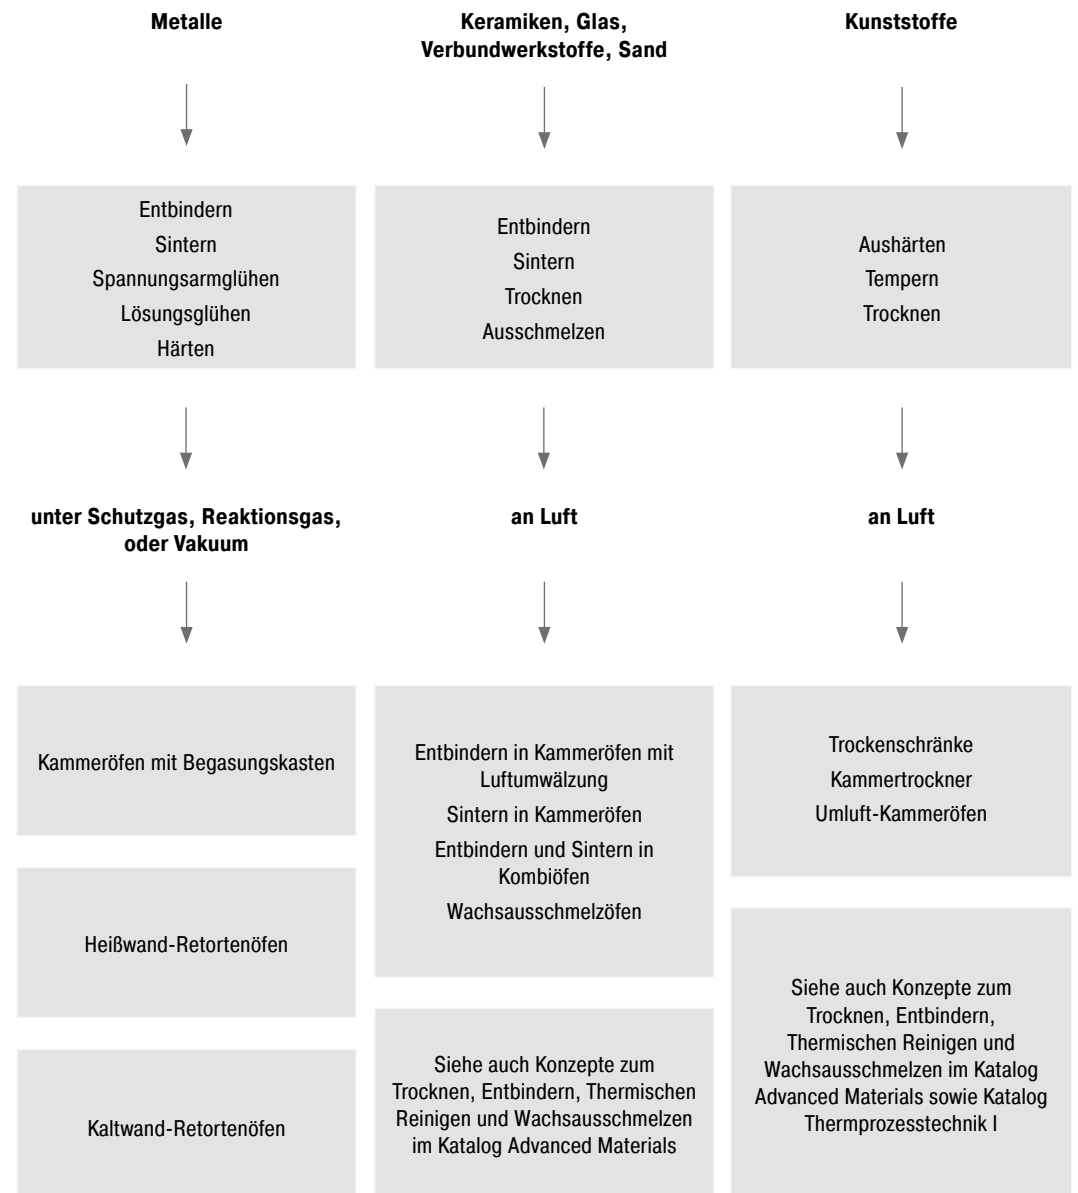 Metalle
Keramiken, Glas,
Verbundwerkstoffe, Sand
Kunststoffe
Entbindern
Sintern
Spannungsarmglühen
Lösungsglühen
Härten
Entbindern
Sintern
Trocknen
Ausschmelzen
Aushärten
Tempern
Trocknen
unter Schutzgas, Reaktionsgas,
oder Vakuum
an Luft
an Luft
Kammeröfen mit Begasungskasten
Heißwand-Retortenöfen
Kaltwand-Retortenöfen
Entbindern in Kammeröfen mit
Luftumwälzung
Sintern in Kammeröfen
Entbindern und Sintern in
Kombiöfen
Wachsausschmelzöfen
Siehe auch Konzepte zum
Trocknen, Entbindern, Thermischen
Reinigen und Wachsausschmelzen
im Katalog Advanced Materials
Trockenschränke
Kammertrockner
Umluft-Kammeröfen
Siehe auch Konzepte zum
Trocknen, Entbindern,
Thermischen Reinigen und
Wachsausschmelzen im Katalog
Advanced Materials sowie Katalog
Thermprozesstechnik I